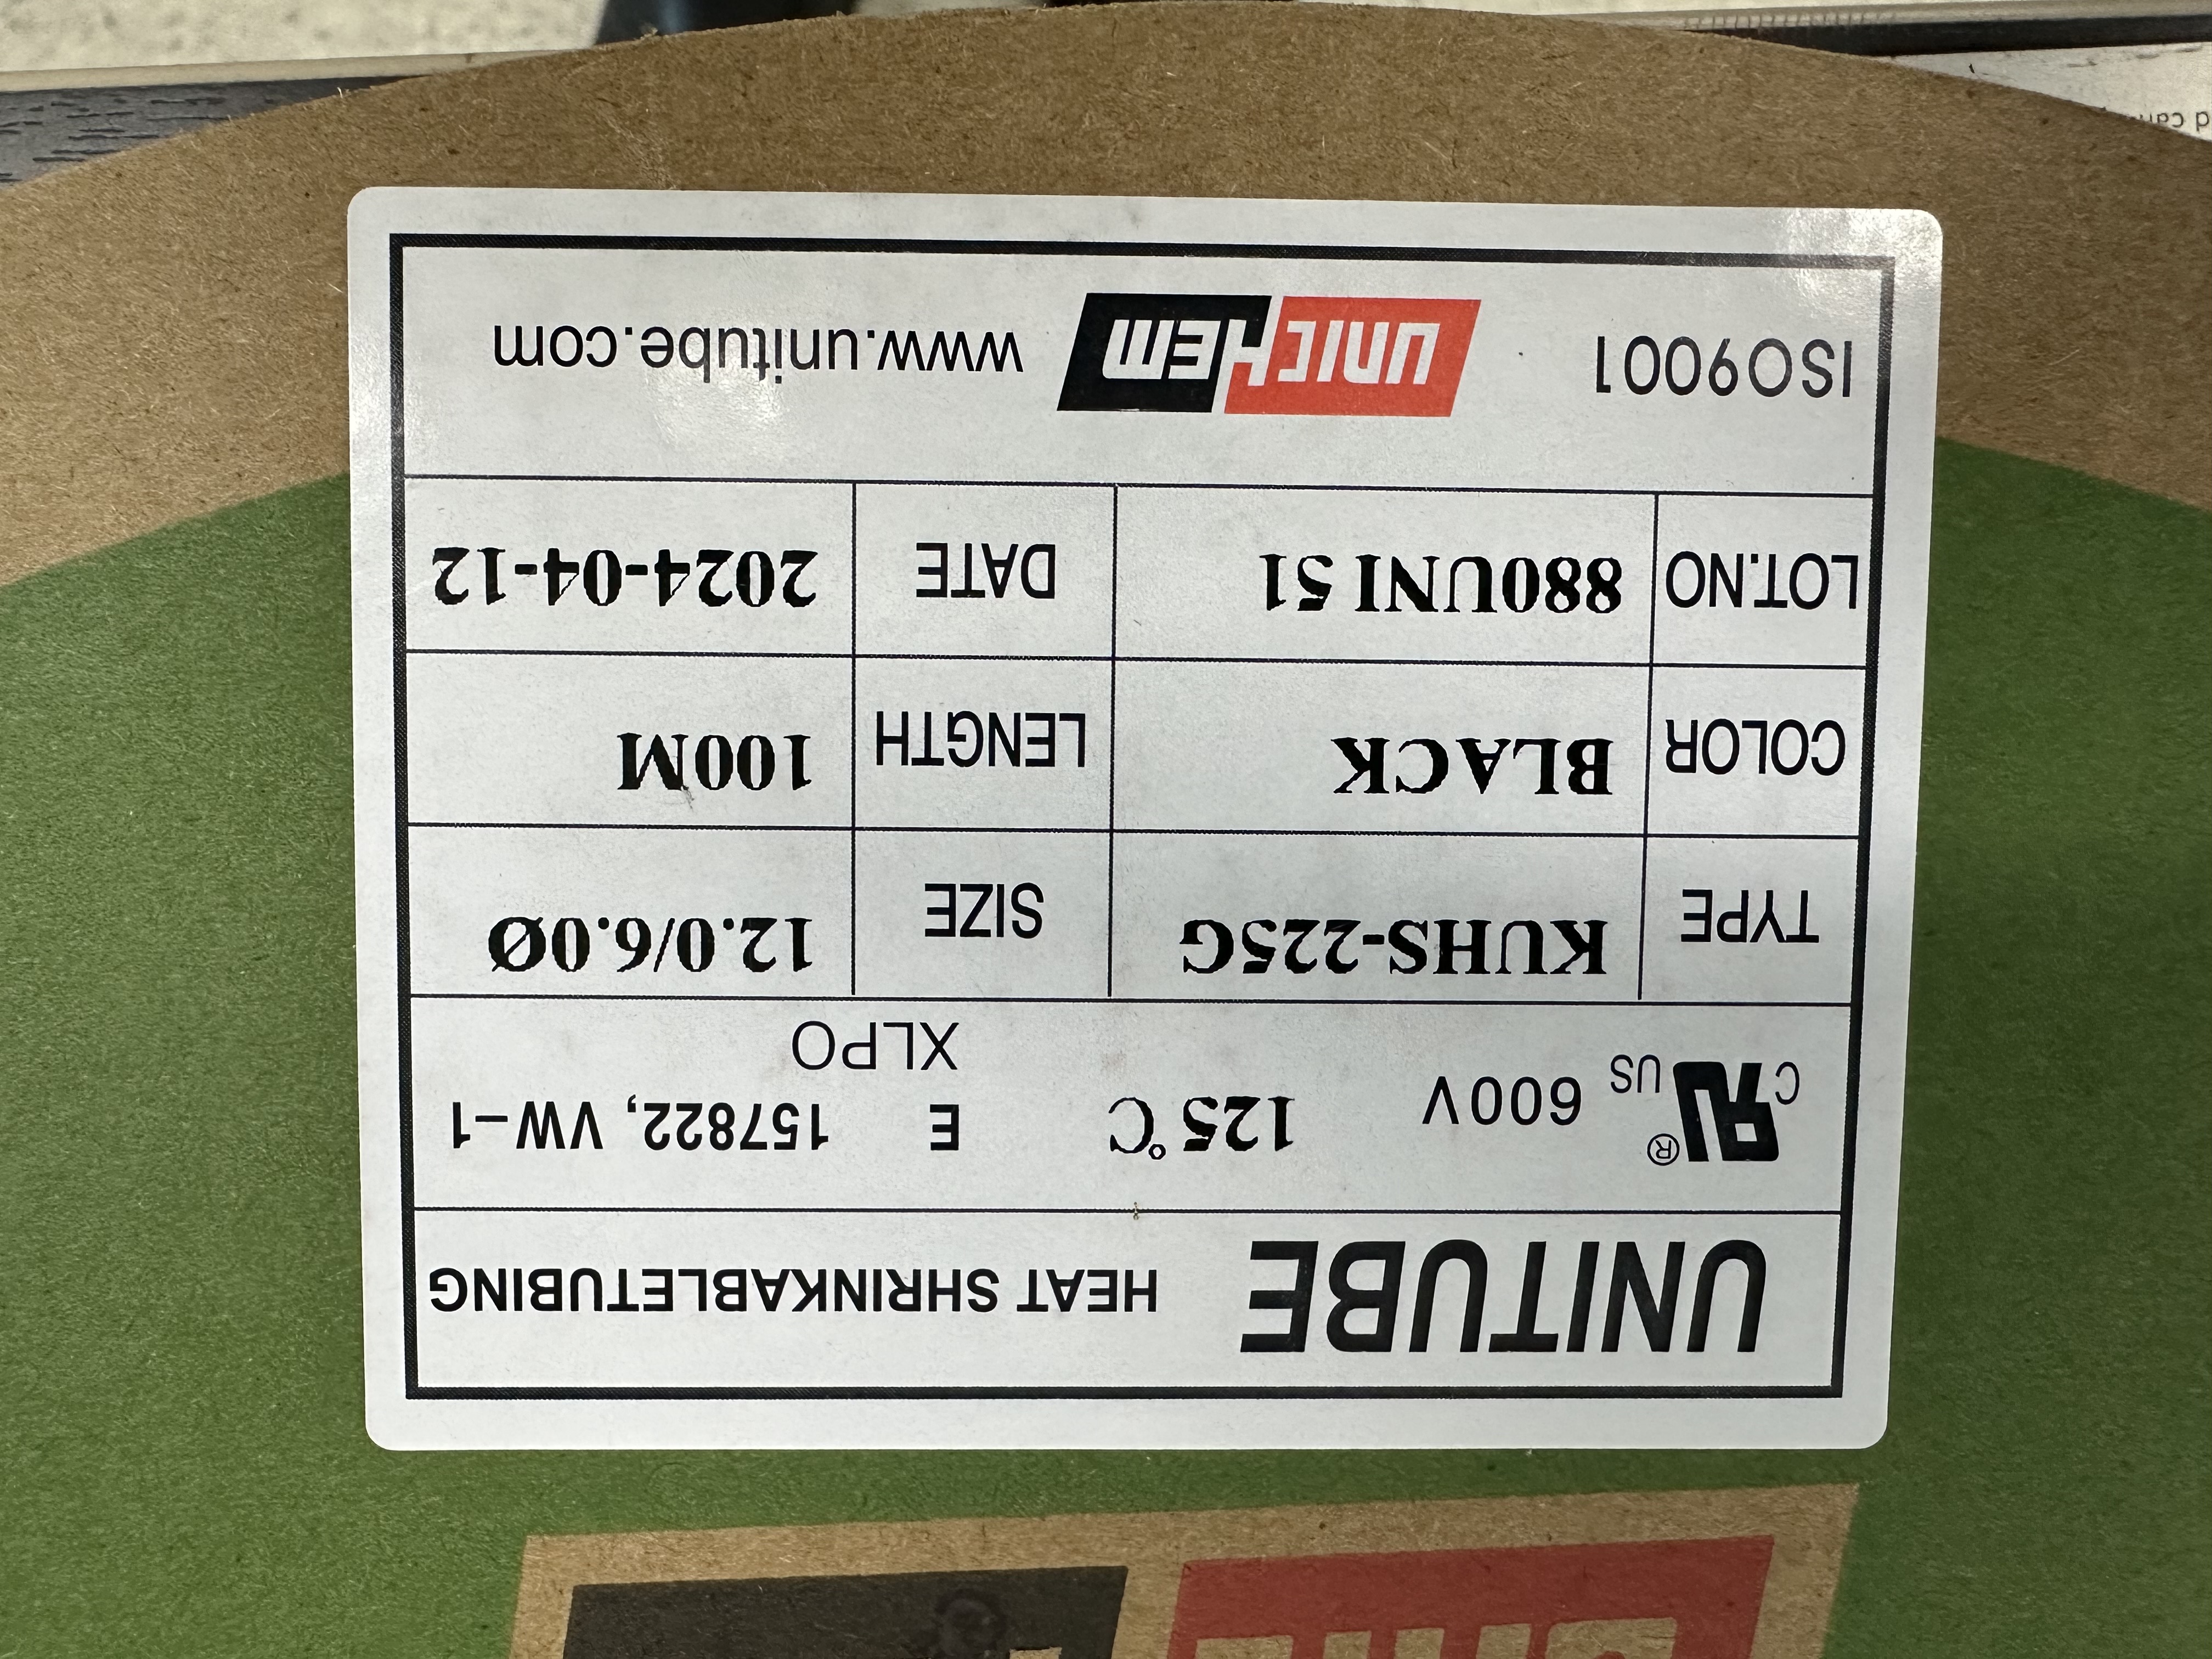 UNITUBE HEAT SHRINKABLETUBING
c RU ® US 600V 125℃ E 157822, VW-1
XLPO
TYPE KUHS-225G SIZE 12.0/6.0Ø
COLOR BLACK LENGTH 100M
LOT.NO 880UNI 51 DATE 2024-04-12
ISO9001 UNICHEM www.unitube.com